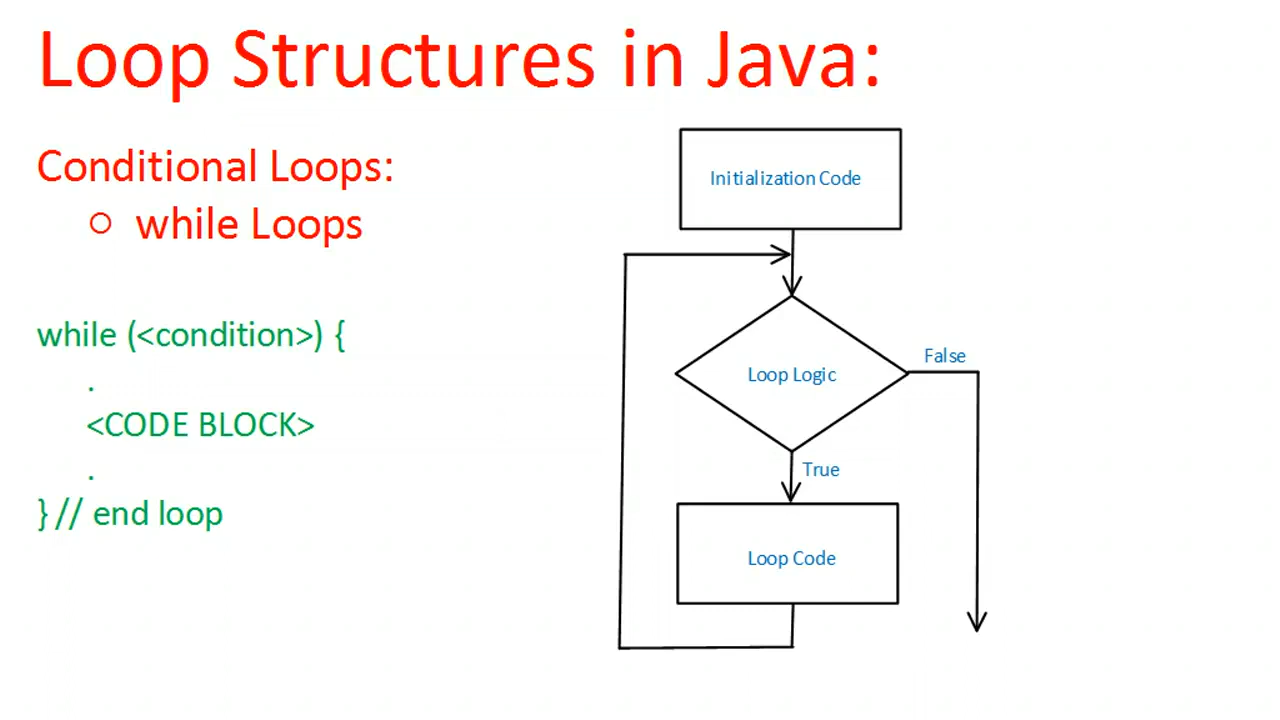 Loop Structures in Java:
Conditional Loops:
○ while Loops
while (<condition>) {
.
<CODE BLOCK>
.
} // end loop
Initialization Code
Loop Logic
False
True
Loop Code